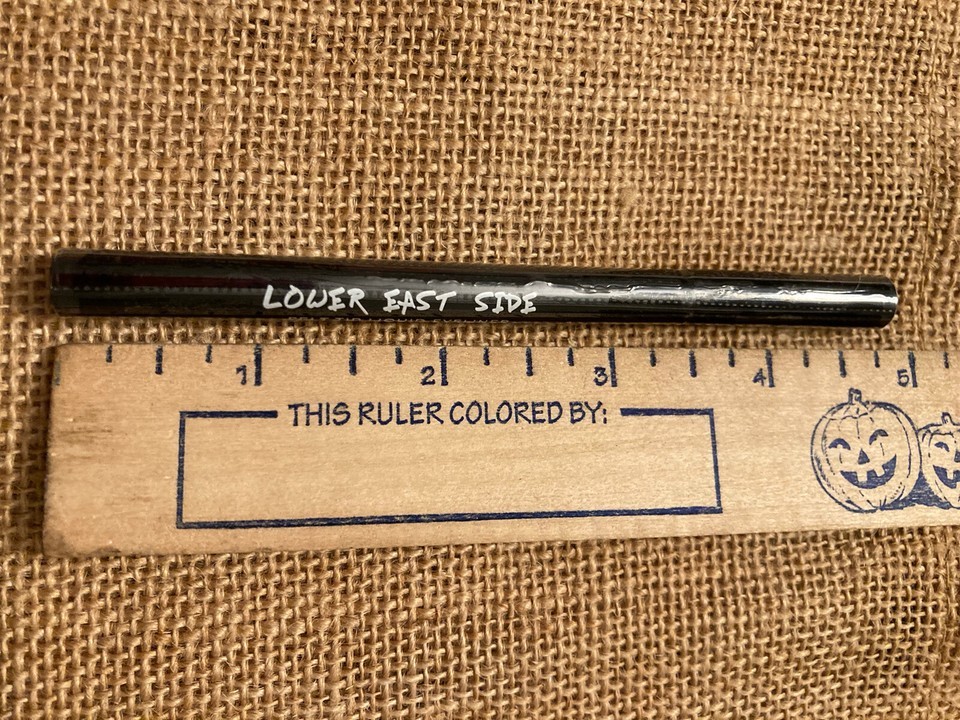 LOWER EAST SIDE
1 2 3 4 5
THIS RULER COLORED BY: